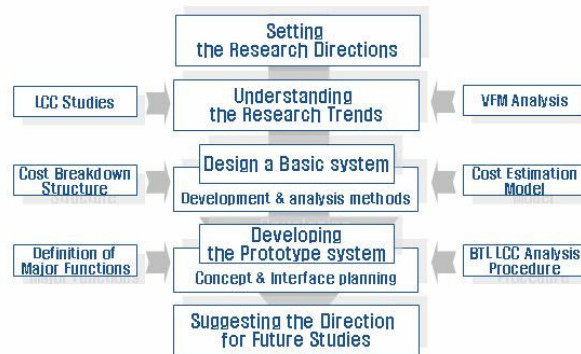 Setting
the Research Directions
LCC Studies
Understanding
the Research Trends
VFM Analysis
Cost Breakdown
Structure
Design a Basic system
Development & analysis methods
Cost Estimation
Model
Definition of
Major Functions
Developing
the Prototype system
Concept & Interface planning
BTL LCC Analysis
Procedure
Suggesting the Direction
for Future Studies